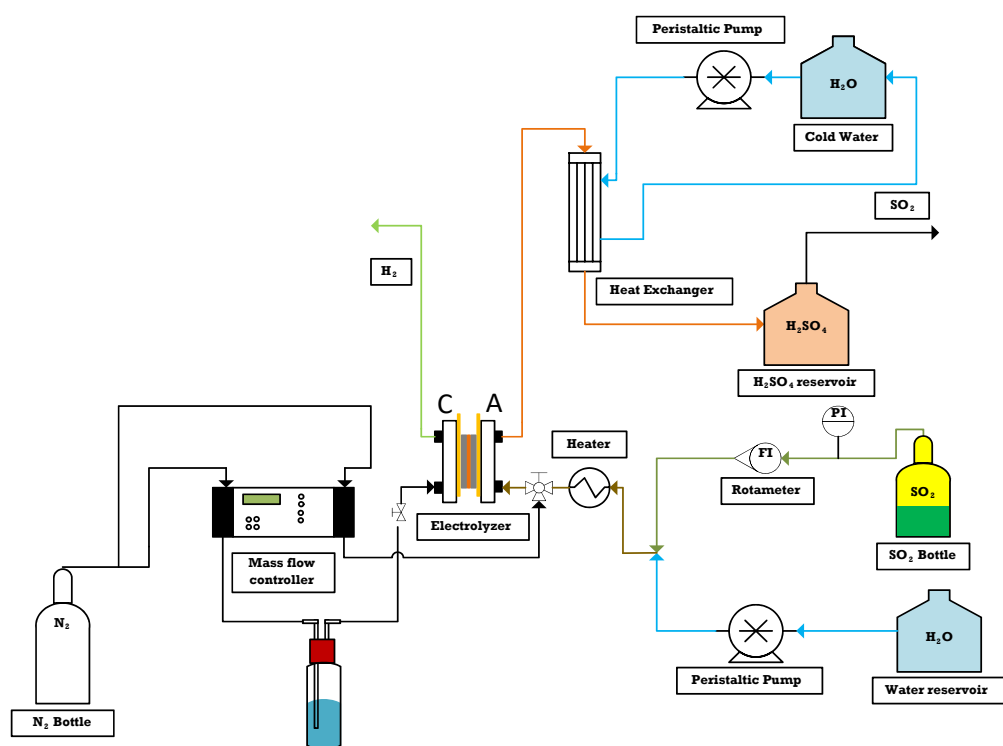 Peristaltic Pump
H₂O
Cold Water
SO₂
H₂
Heat Exchanger
H₂SO₄
H₂SO₄ reservoir
C
A
PI
Heater
FI
Rotameter
SO₂
SO₂ Bottle
Electrolyzer
Mass flow
controller
N₂
N₂ Bottle
H₂O
Peristaltic Pump
Water reservoir